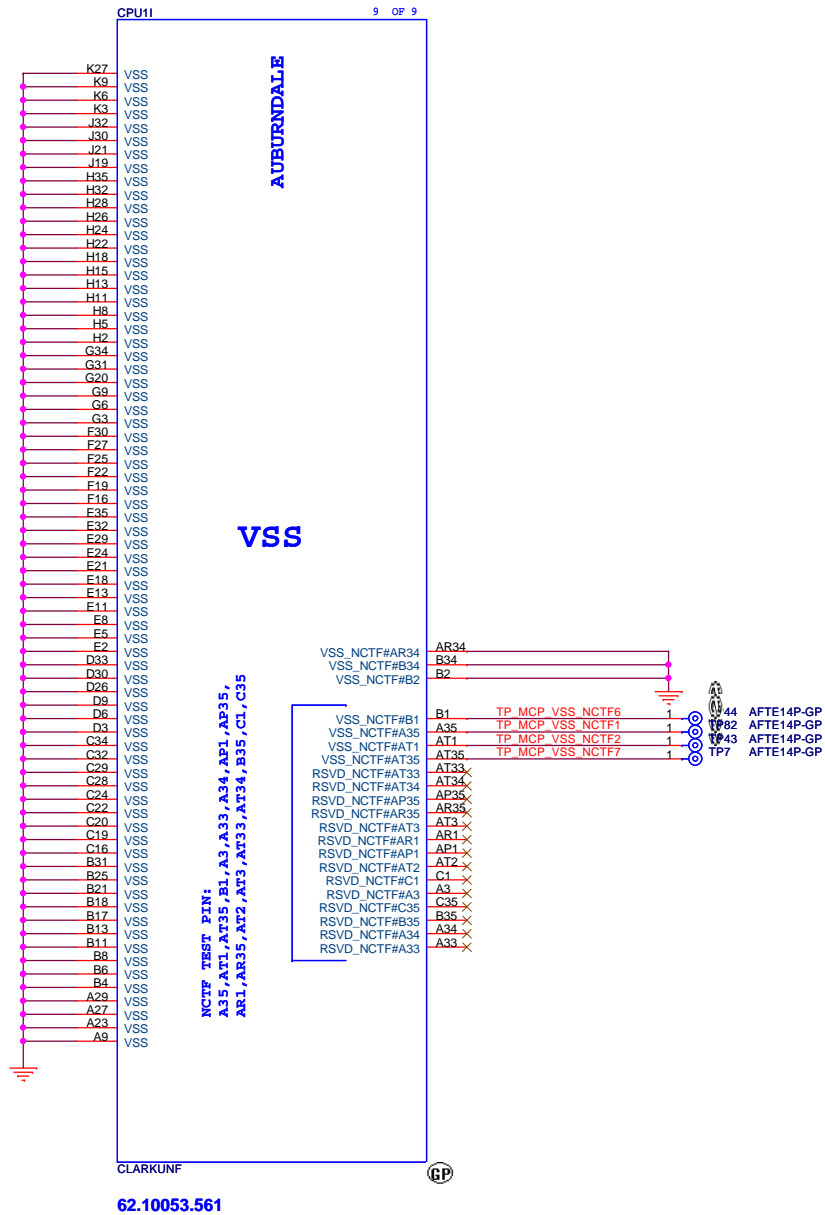 CPU1I 9 OF 9
AUBURNDALE
K27 VSS
K9 VSS
K6 VSS
K3 VSS
J32 VSS
J30 VSS
J21 VSS
J19 VSS
H35 VSS
H32 VSS
H28 VSS
H26 VSS
H24 VSS
H22 VSS
H18 VSS
H15 VSS
H13 VSS
H11 VSS
H8 VSS
H5 VSS
H2 VSS
G34 VSS
G31 VSS
G20 VSS
G9 VSS
G6 VSS
G3 VSS
F30 VSS
F27 VSS
F25 VSS
F22 VSS
F19 VSS
F16 VSS
E35 VSS
E32 VSS
E29 VSS
E24 VSS
E21 VSS
E18 VSS
E13 VSS
E11 VSS
E8 VSS
E5 VSS
E2 VSS
D33 VSS
D30 VSS
D26 VSS
D9 VSS
D6 VSS
D3 VSS
C34 VSS
C32 VSS
C29 VSS
C28 VSS
C24 VSS
C22 VSS
C20 VSS
C19 VSS
C16 VSS
B31 VSS
B25 VSS
B21 VSS
B18 VSS
B17 VSS
B13 VSS
B11 VSS
B8 VSS
B6 VSS
B4 VSS
A29 VSS
A27 VSS
A23 VSS
A9 VSS
VSS
NCTF TEST PIN:
A35,AT1,AT35,B1,A3,A33,A34,AP1,AP35,
AR1,AR35,AT2,AT3,AT33,AT34,B35,C1,C35
VSS_NCTF#AR34 AR34
VSS_NCTF#B34 B34
VSS_NCTF#B2 B2
VSS_NCTF#B1 B1 TP_MCP_VSS_NCTF6 1 44 AFTE14P-GP
VSS_NCTF#A35 A35 TP_MCP_VSS_NCTF1 1 TP82 AFTE14P-GP
VSS_NCTF#AT1 AT1 TP_MCP_VSS_NCTF2 1 TP43 AFTE14P-GP
VSS_NCTF#AT35 AT35 TP_MCP_VSS_NCTF7 1 TP7 AFTE14P-GP
RSVD_NCTF#AT33 AT33
RSVD_NCTF#AT34 AT34
RSVD_NCTF#AP35 AP35
RSVD_NCTF#AR35 AR35
RSVD_NCTF#AT3 AT3
RSVD_NCTF#AR1 AR1
RSVD_NCTF#AP1 AP1
RSVD_NCTF#AT2 AT2
RSVD_NCTF#C1 C1
RSVD_NCTF#A3 A3
RSVD_NCTF#C35 C35
RSVD_NCTF#B35 B35
RSVD_NCTF#A34 A34
RSVD_NCTF#A33 A33
CLARKUNF
GP
62.10053.561